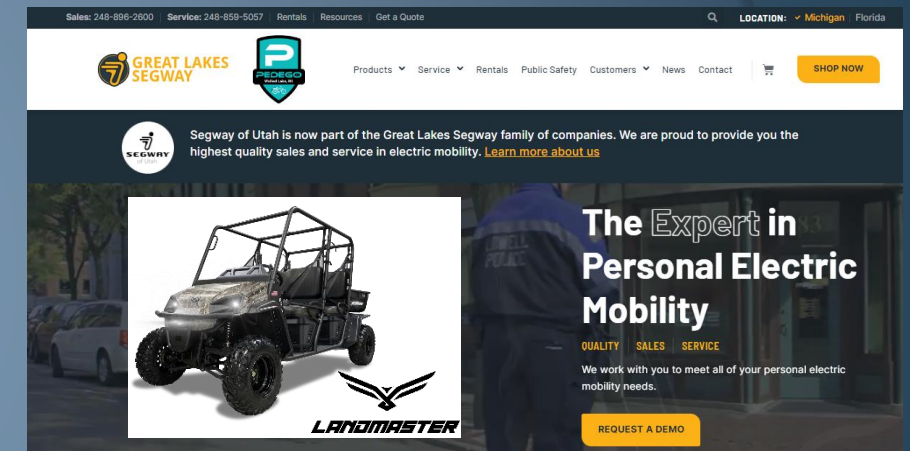 Sales: 248-896-2600 | Service: 248-859-5057 | Rentals | Resources | Get a Quote
LOCATION: Michigan | Florida
GREAT LAKES
SEGWAY
PEDEGO
Products Service Rentals Public Safety Customers News Contact
SHOP NOW
SEGWAY
of Utah
Segway of Utah is now part of the Great Lakes Segway family of companies. We are proud to provide you the
highest quality sales and service in electric mobility. Learn more about us
POLICE
LANDMASTER
The Expert in
Personal Electric
Mobility
QUALITY | SALES | SERVICE
We work with you to meet all of your personal electric
mobility needs.
REQUEST A DEMO